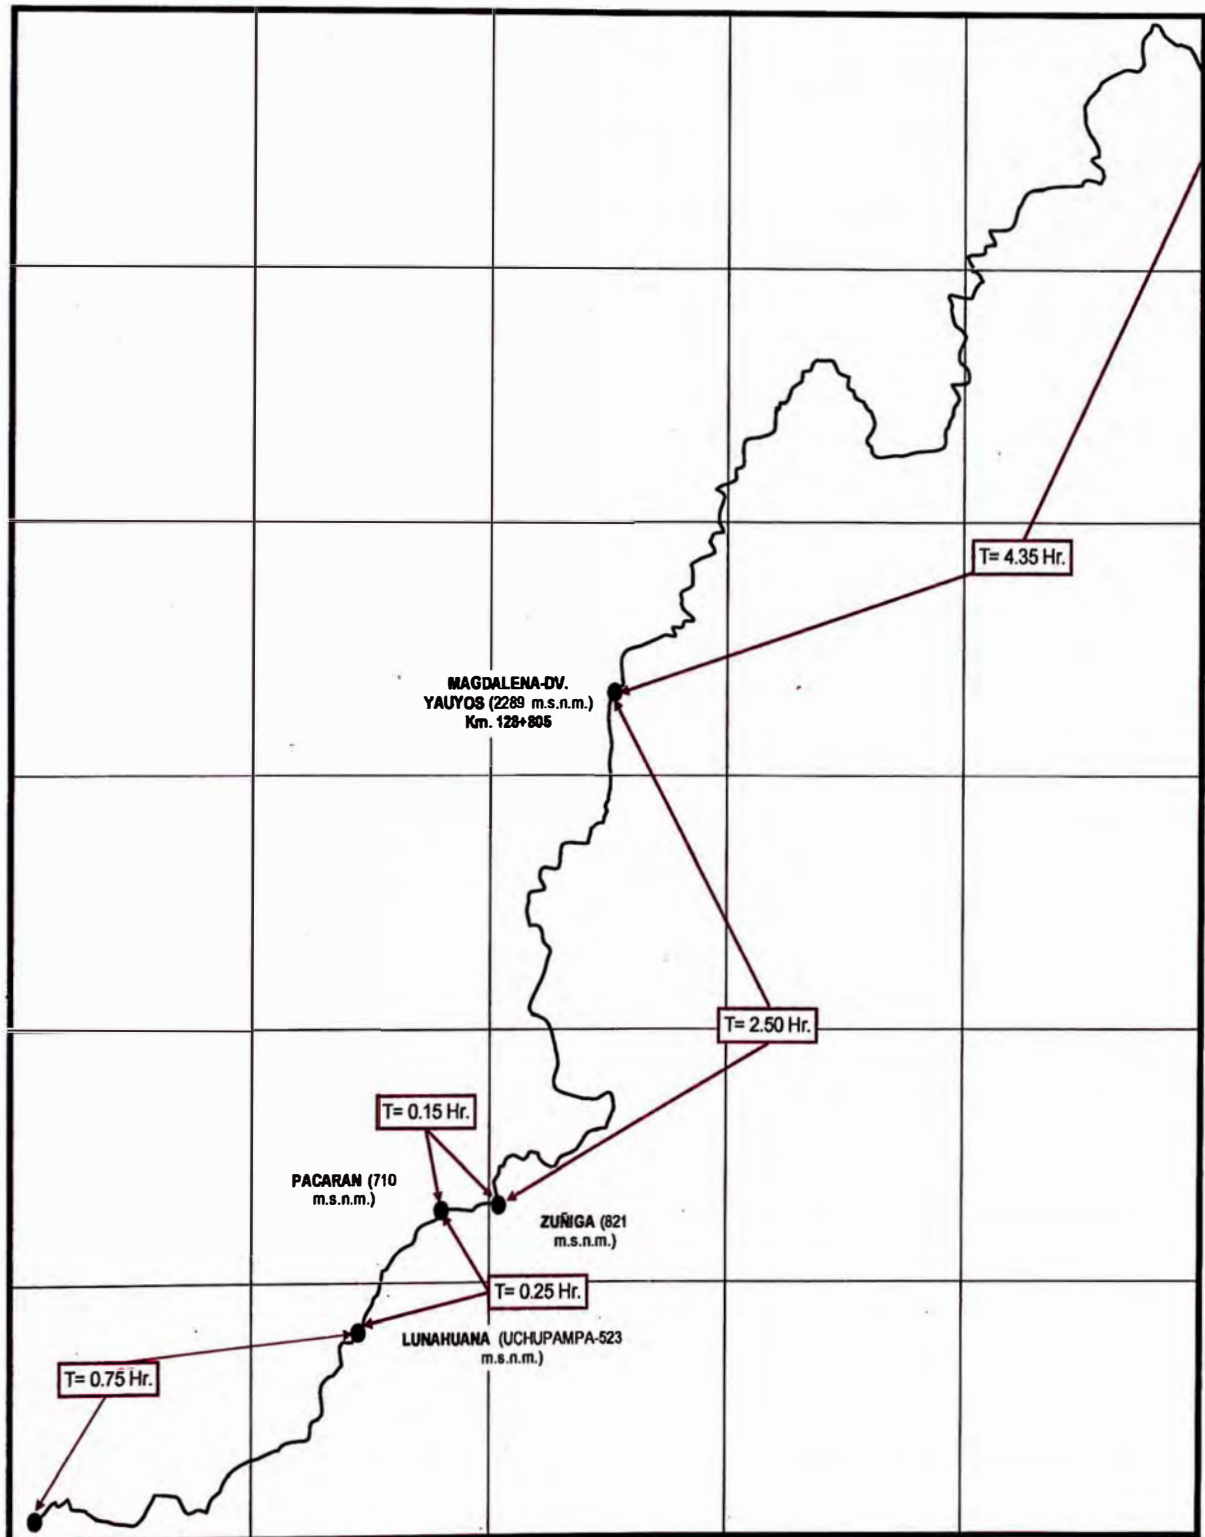 T= 4.35 Hr.
MAGDALENA-DV.
YAUYOS (2289 m.s.n.m.)
Km. 128+805
T= 2.50 Hr.
T= 0.15 Hr.
PACARAN (710
m.s.n.m.)
ZUÑIGA (821
m.s.n.m.)
T= 0.25 Hr.
LUNAHUANA (UCHUPAMPA-523
m.s.n.m.)
T= 0.75 Hr.